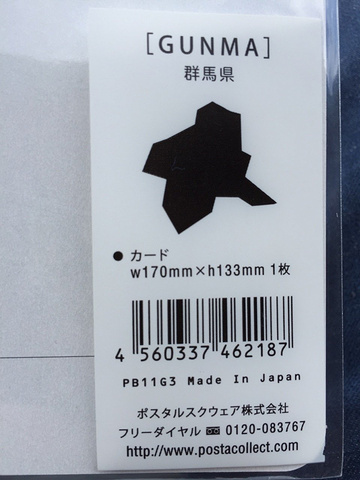 [GUNMA]
群馬県
● カード
w170mm×h133mm 1枚
4 560337 462187
PB11G3 Made In Japan
ポスタルスクウェア株式会社
フリーダイヤル 0120-083767
http://www.postacollect.com